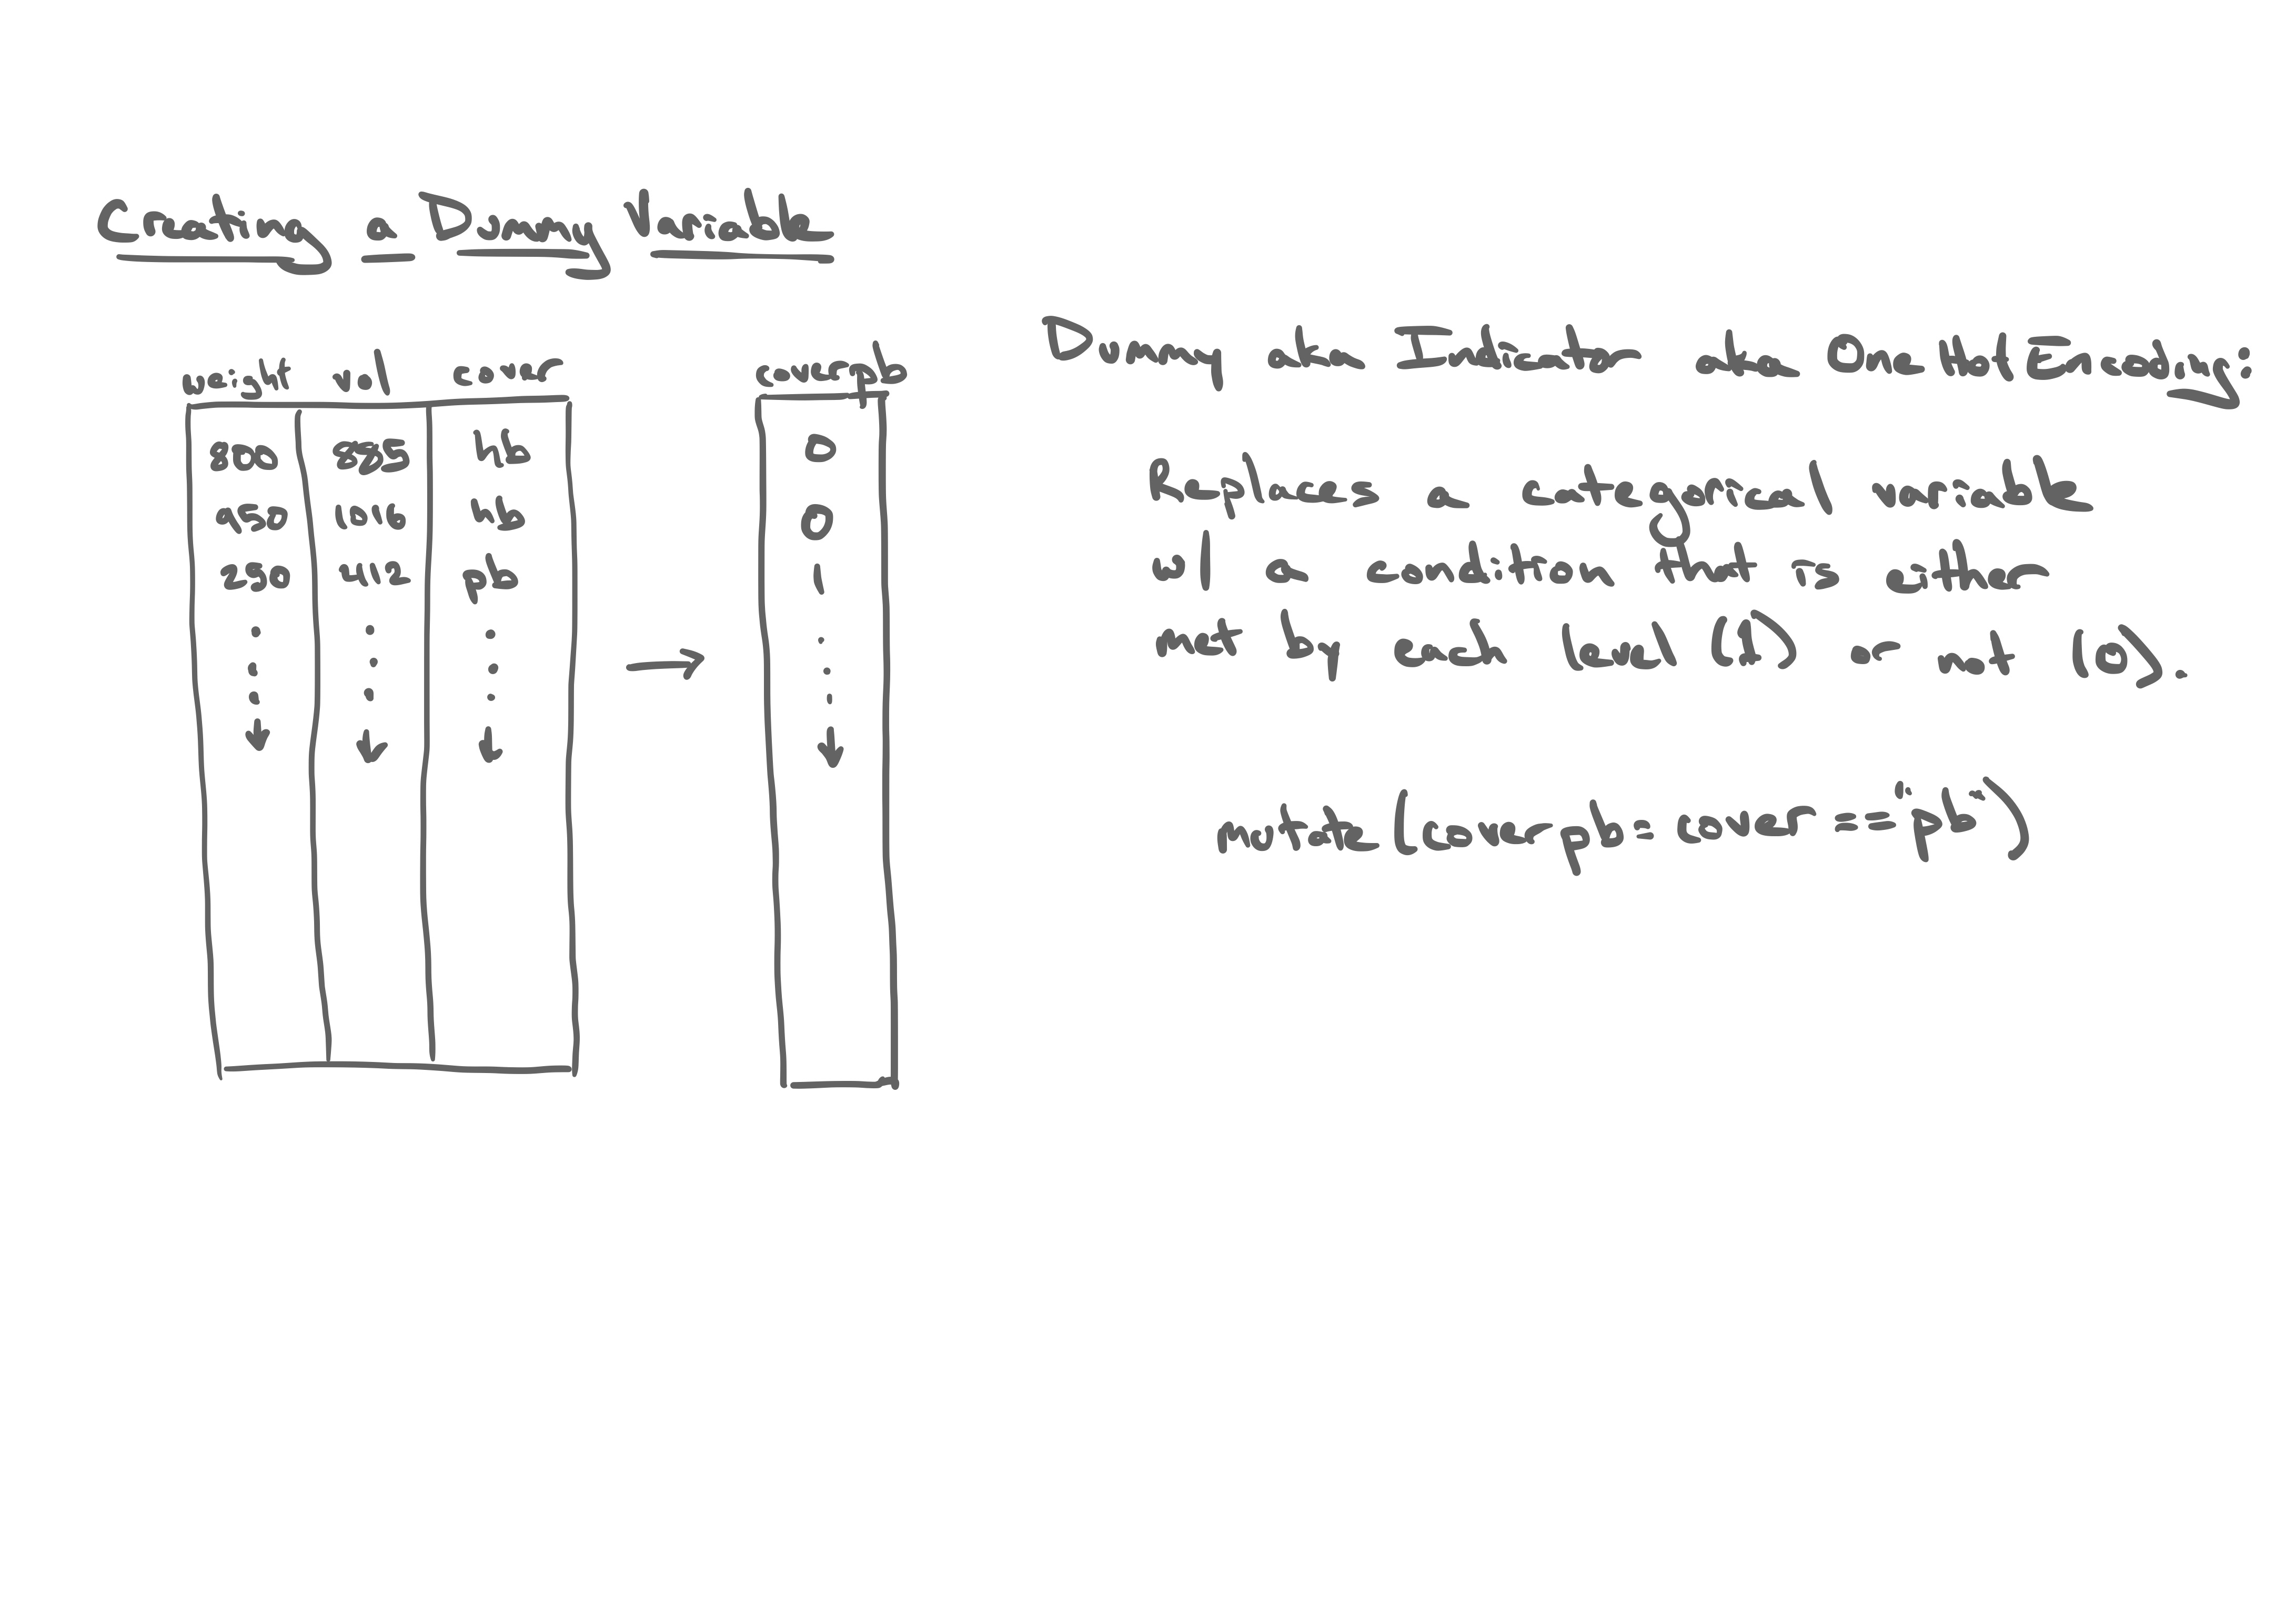 Creating a Dummy Variable
weight vol cover
800 885 hb
950 1016 hb
250 412 pb
coverpb
0
0
1
Dummy aka Indicator aka One Hot Encoding:
Replaces a categorical variable
w/ a condition that is either
met by each level (1) or not (0).
mutate(coverpb = cover == "pb")